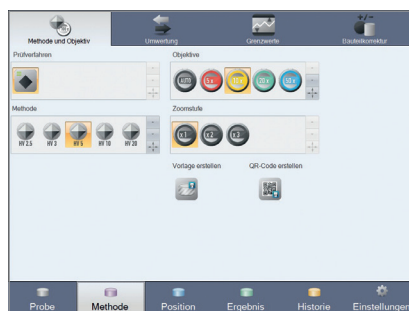 +/-
Methode und Objektiv
Umwertung
Grenzwerte
Bauteilkorrektur
Prüfverfahren
Objektive
AUTO
5x
10x
20x
50x
Methode
Zoomstufe
HV 2.5
HV 3
HV 5
HV 10
HV 20
x1
x2
x3
Vorlage erstellen
QR-Code erstellen
Probe
Methode
Position
Ergebnis
Historie
Einstellungen